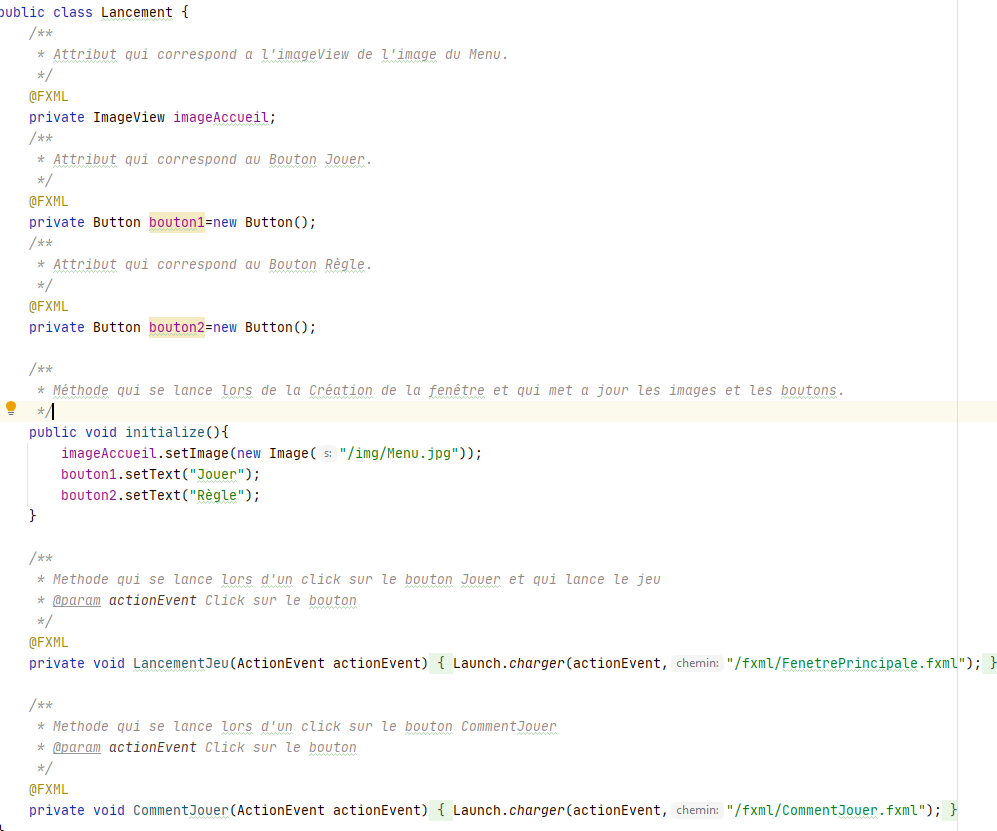 public class Lancement {
/**
* Attribut qui correspond a l'imageView de l'image du Menu.
*/
@FXML
private ImageView imageAccueil;
/**
* Attribut qui correspond au Bouton Jouer.
*/
@FXML
private Button bouton1=new Button();
/**
* Attribut qui correspond au Bouton Règle.
*/
@FXML
private Button bouton2=new Button();
/**
* Méthode qui se lance lors de la Création de la fenêtre et qui met a jour les images et les boutons.
*/
public void initialize(){
imageAccueil.setImage(new Image( s: "/img/Menu.jpg"));
bouton1.setText("Jouer");
bouton2.setText("Règle");
}
/**
* Methode qui se lance lors d'un click sur le bouton Jouer et qui lance le jeu
* @param actionEvent Click sur le bouton
*/
@FXML
private void LancementJeu(ActionEvent actionEvent) { Launch.charger(actionEvent, chemin: "/fxml/FenetrePrincipale.fxml"); }
/**
* Methode qui se lance lors d'un click sur le bouton CommentJouer
* @param actionEvent Click sur le bouton
*/
@FXML
private void CommentJouer(ActionEvent actionEvent) { Launch.charger(actionEvent, chemin: "/fxml/CommentJouer.fxml"); }
}